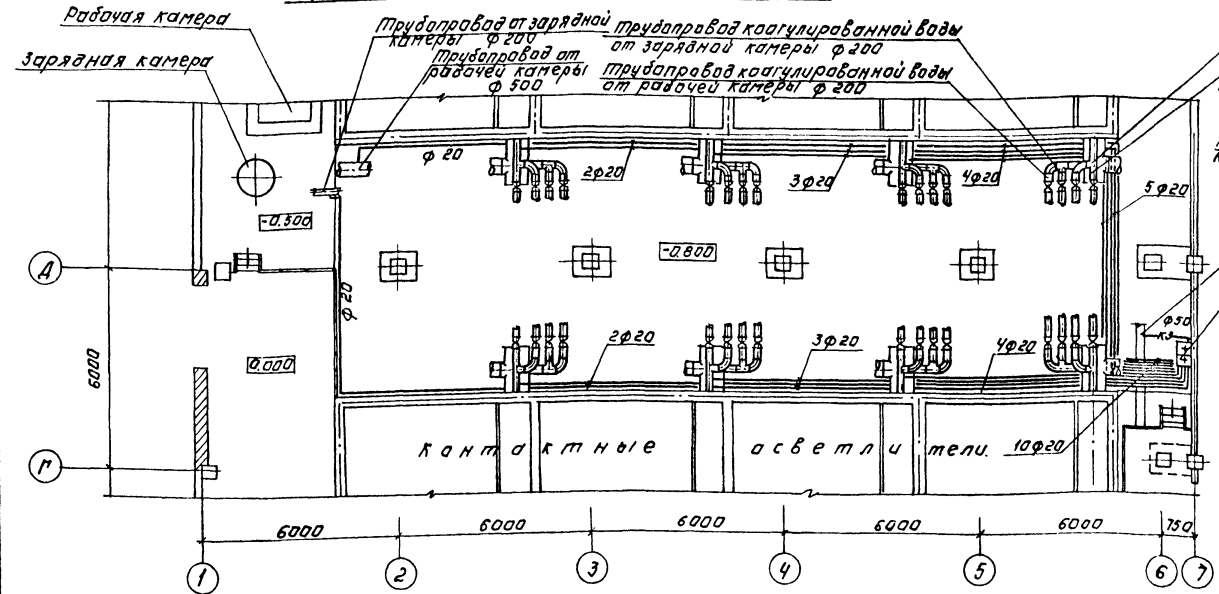 Рабочая камера
Зарядная камера
Трубопровод от зарядной
камеры ф 200
Трубопровод от
рабочей камеры
ф 500
Трубопровод коагулированной воды
от зарядной камеры ф 200
Трубопровод коагулированной воды
от рабочей камеры ф 200
ф 20
2ф20
3ф20
4ф20
5ф20
-0.500
-0.800
Д
ф 20
ф50
кз
0.000
6000
2ф20
3ф20
4ф20
контактные осветлители.
10ф20
Г
6000
6000
6000
6000
6000
750
1
2
3
4
5
6
7